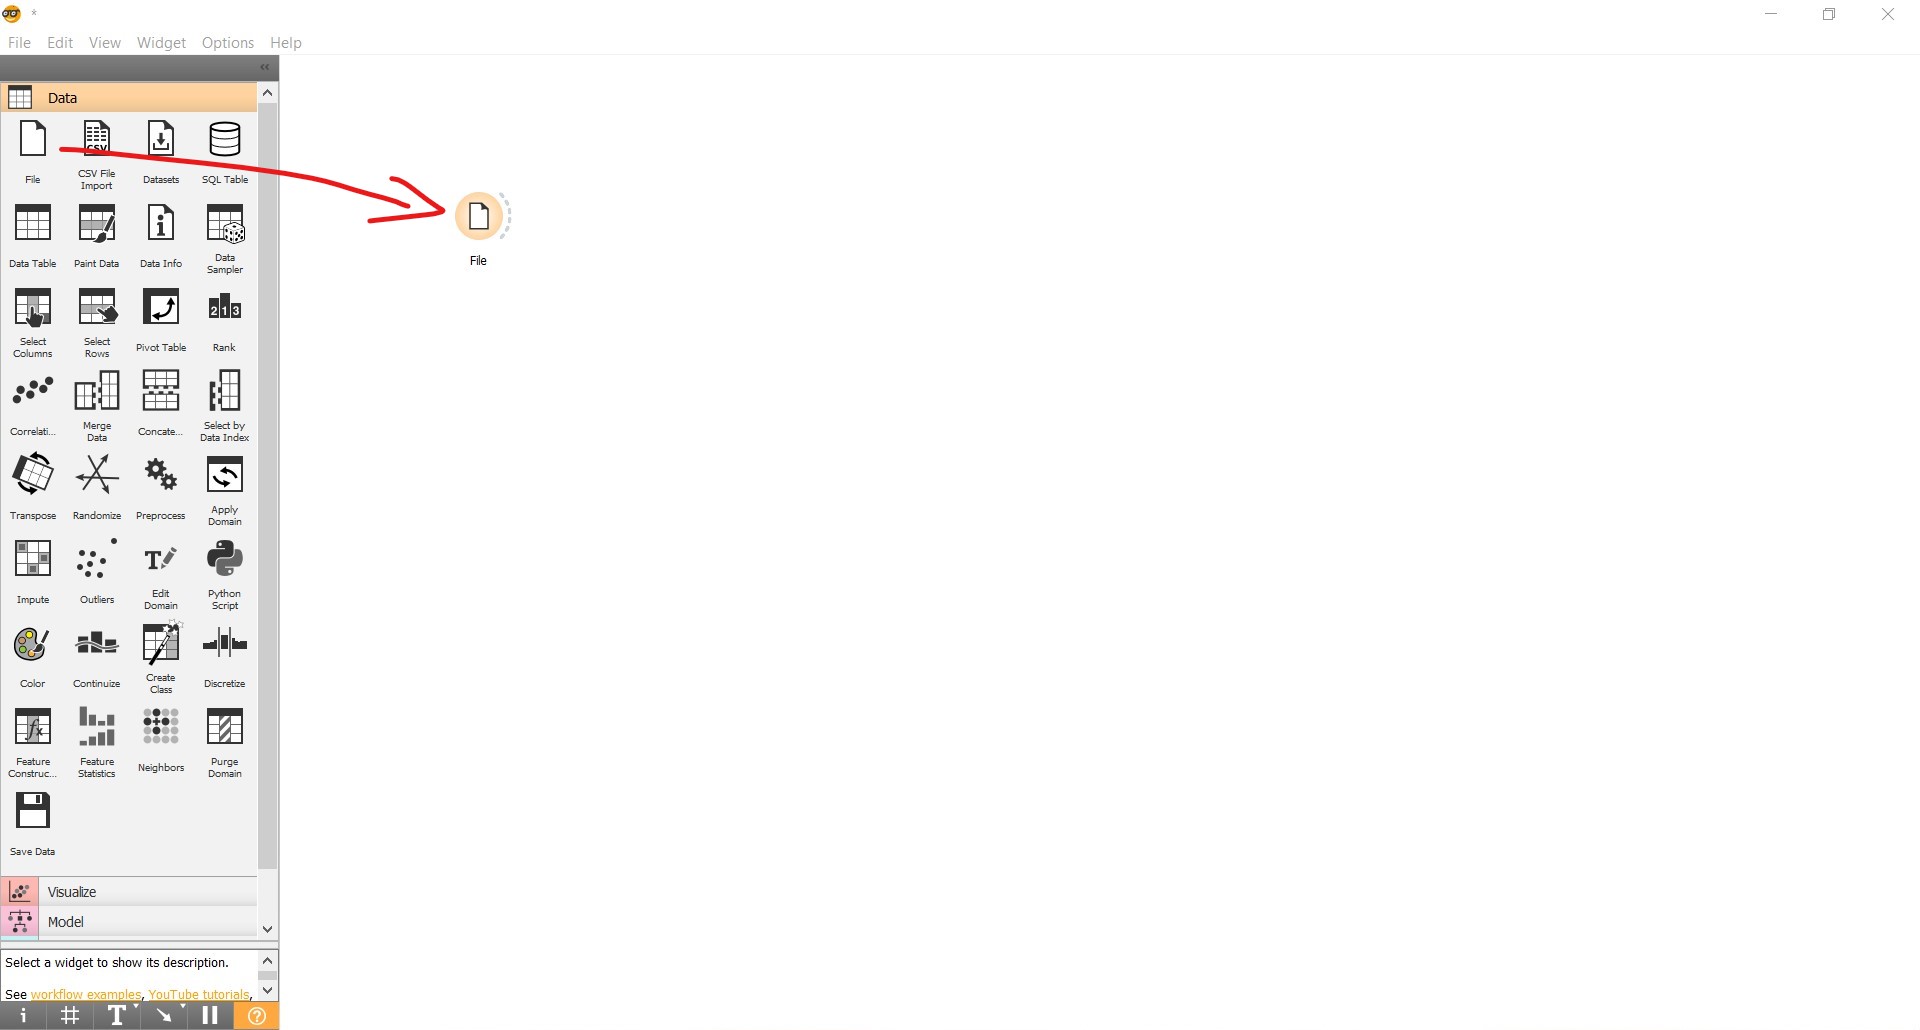 *
File Edit View Widget Options Help
«
Data
File CSV File Import Datasets SQL Table
Data Table Paint Data Data Info Data Sampler
Select Columns Select Rows Pivot Table Rank
Correlati... Merge Data Concate... Select by Data Index
Transpose Randomize Preprocess Apply Domain
Impute Outliers Edit Domain Python Script
Color Continuize Create Class Discretize
Feature Construc... Feature Statistics Neighbors Purge Domain
Save Data
Visualize
Model
Select a widget to show its description.
See workflow examples, YouTube tutorials,
File